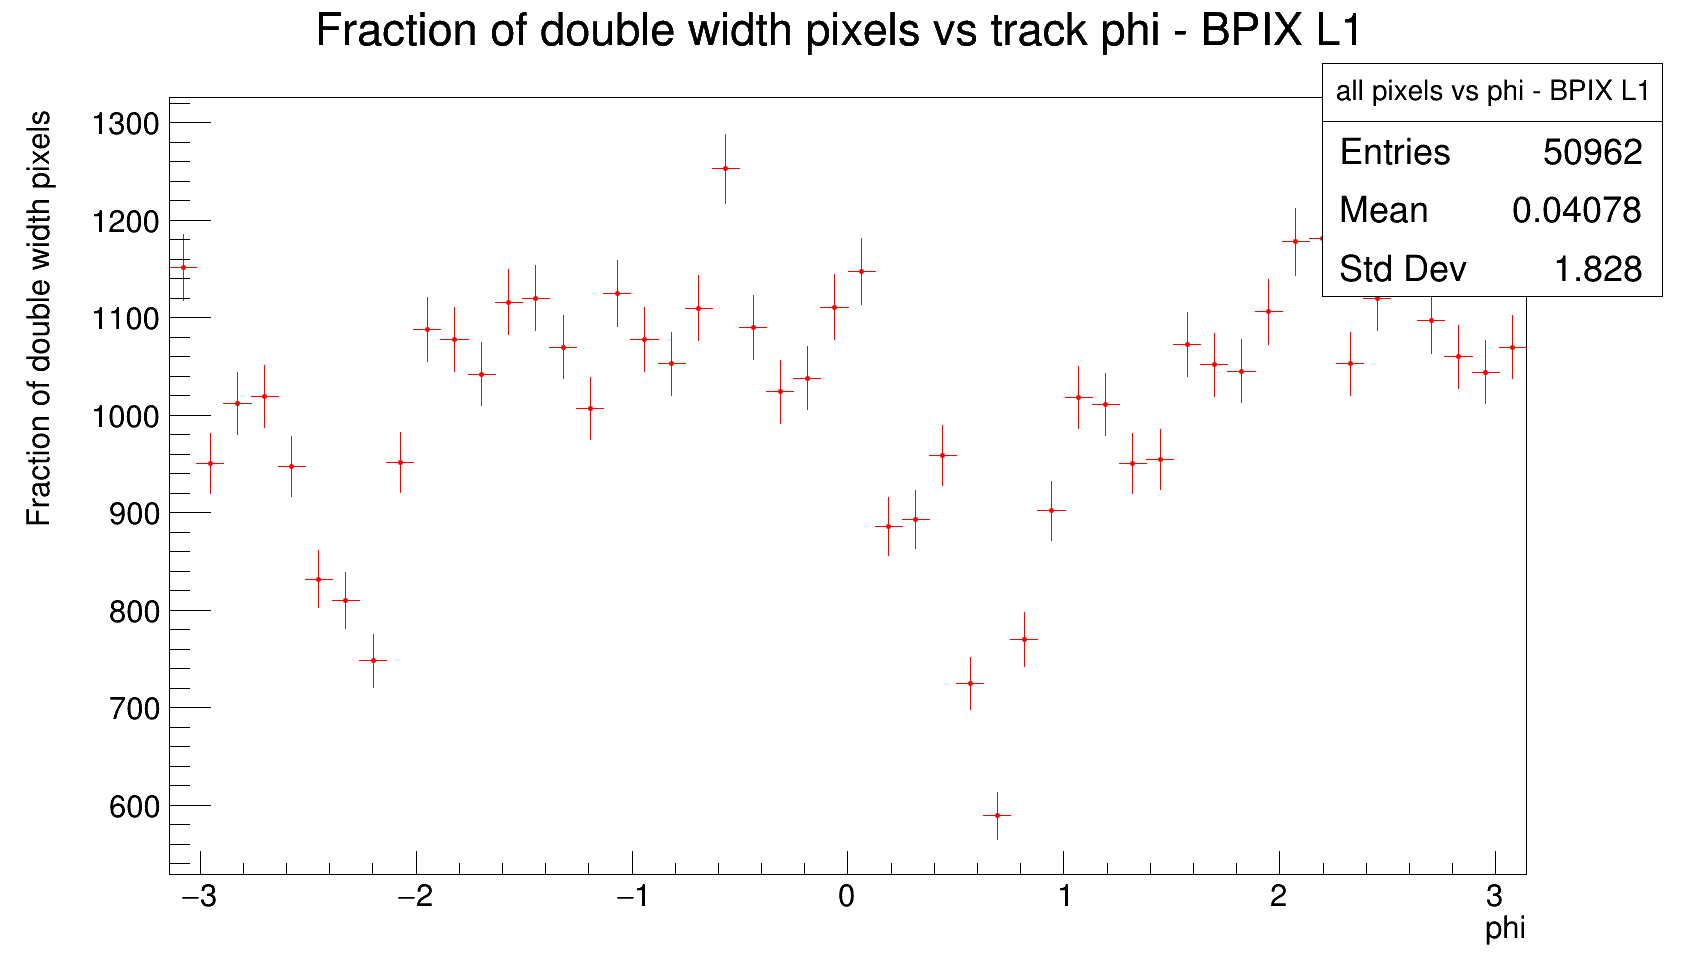 Fraction of double width pixels vs track phi - BPIX L1
all pixels vs phi - BPIX L1
Entries 50962
Mean 0.04078
Std Dev 1.828
Fraction of double width pixels
1300
1200
1100
1000
900
800
700
600
−3 −2 −1 0 1 2 3
phi